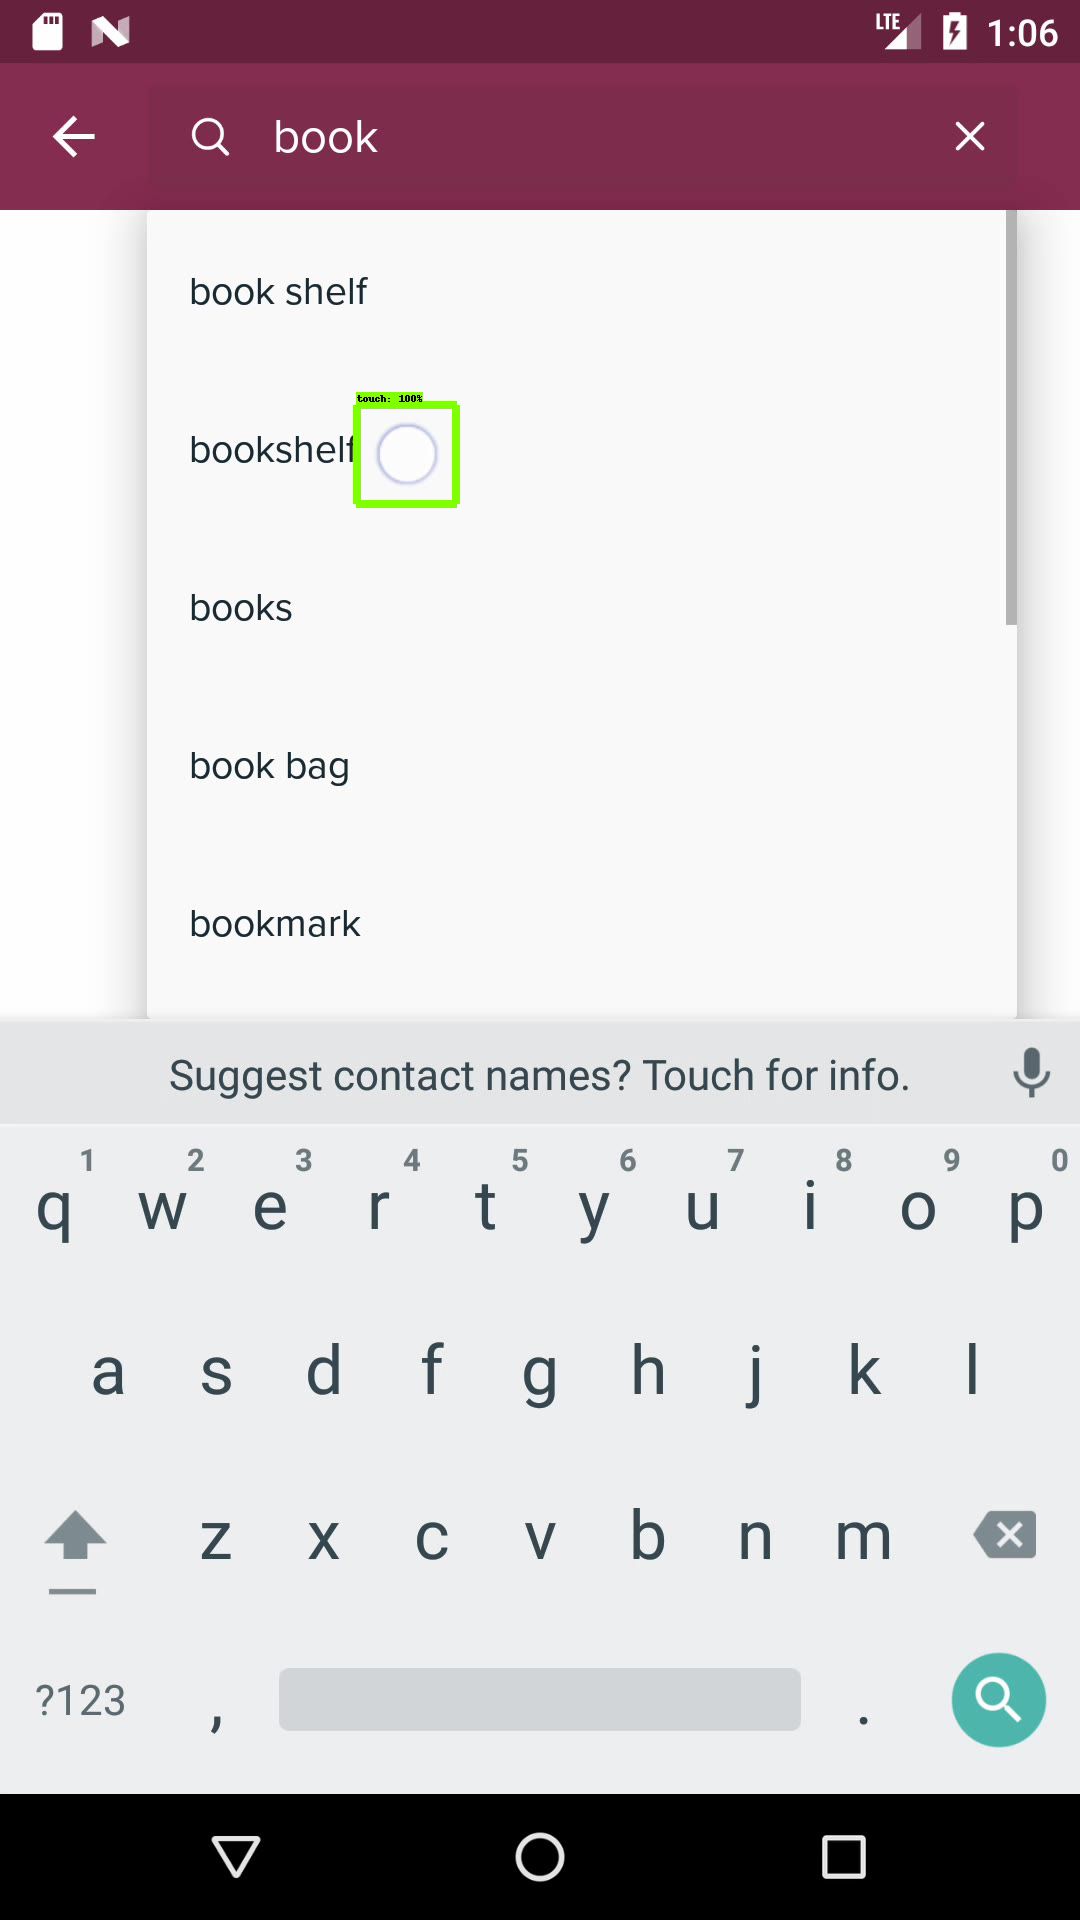 LTE 1:06
book
book shelf
touch: 100%
bookshelf
books
book bag
bookmark
Suggest contact names? Touch for info.
1 2 3 4 5 6 7 8 9 0
q w e r t y u i o p
a s d f g h j k l
z x c v b n m
?123 , .